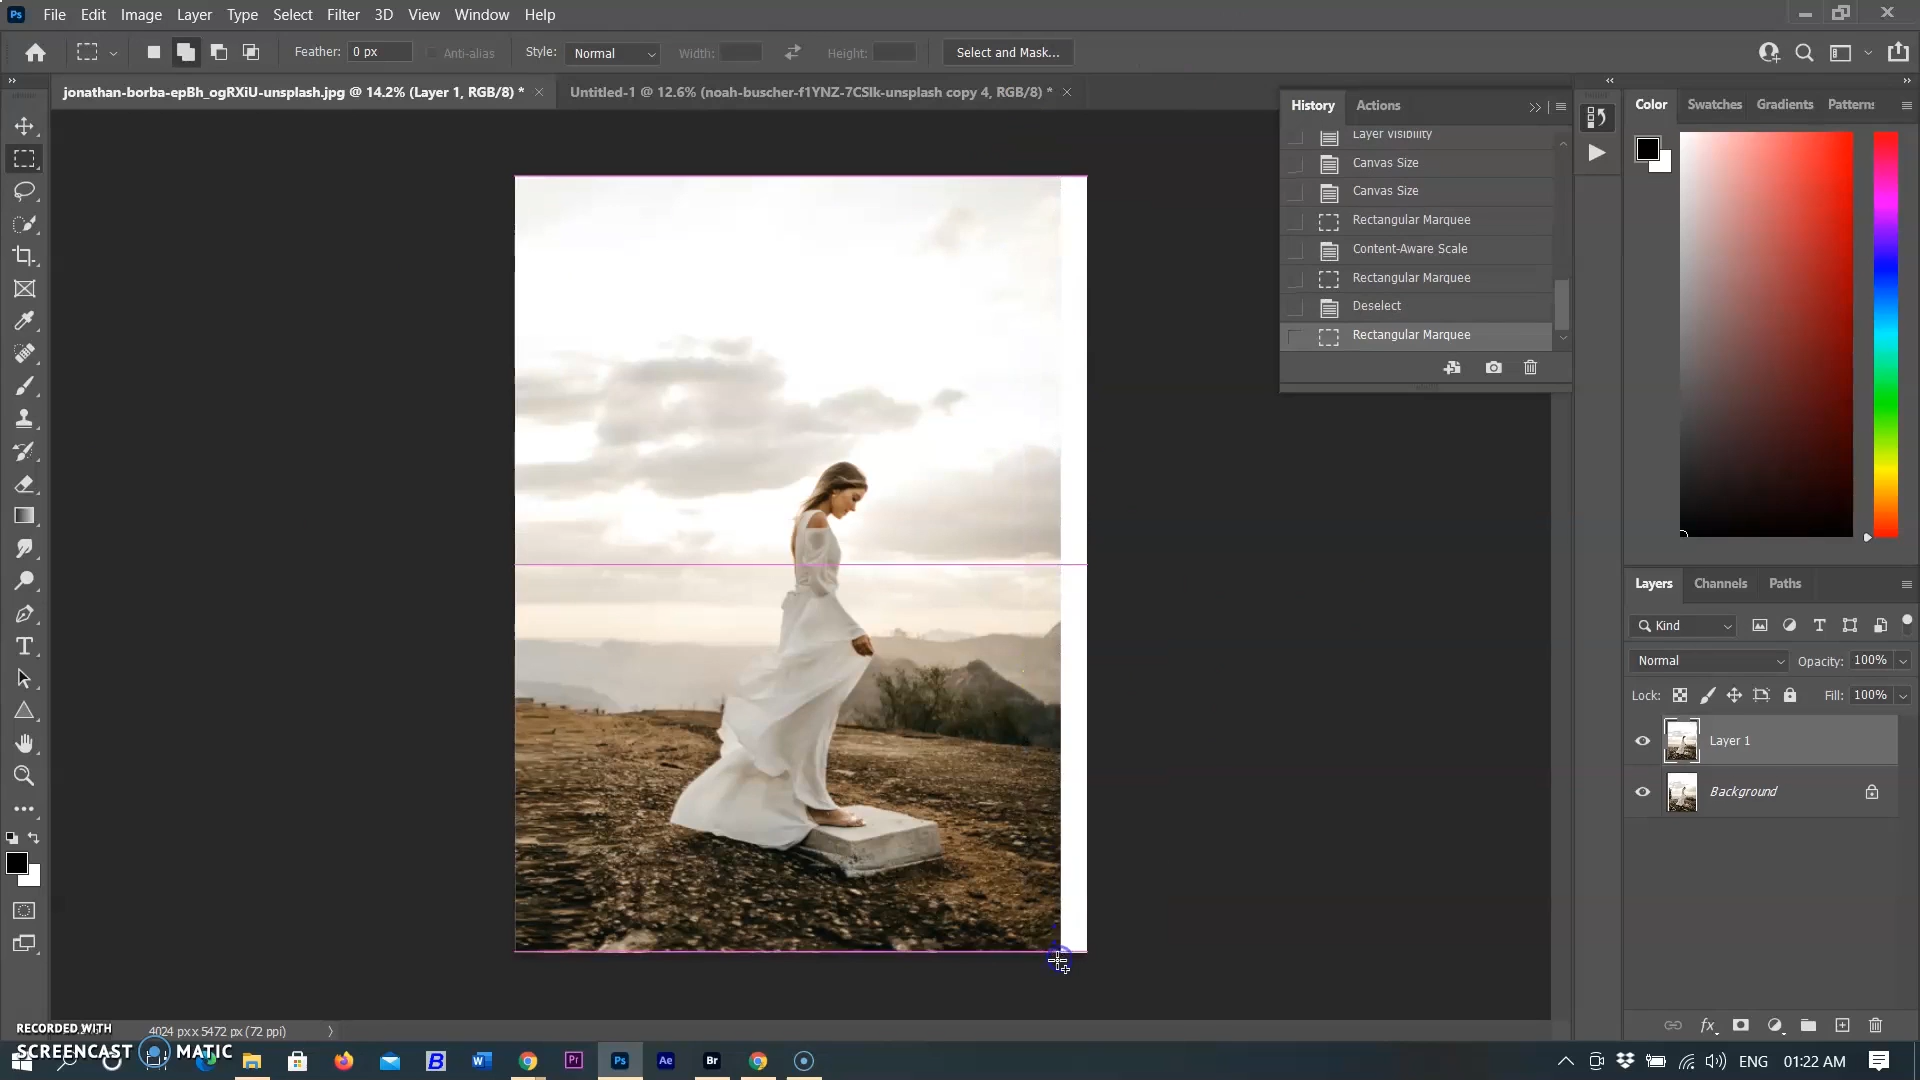 Ps File Edit Image Layer Type Select Filter 3D View Window Help
Feather: 0 px Anti-alias Style: Normal Width: Height: Select and Mask...
jonathan-borba-epBh_ogRXiU-unsplash.jpg @ 14.2% (Layer 1, RGB/8) *
Untitled-1 @ 12.6% (noah-buscher-f1YNZ-7CSlk-unsplash copy 4, RGB/8) *
History Actions
Layer Visibility
Canvas Size
Canvas Size
Rectangular Marquee
Content-Aware Scale
Rectangular Marquee
Deselect
Rectangular Marquee
Color Swatches Gradients Patterns
Layers Channels Paths
Kind
Normal Opacity: 100%
Lock: Fill: 100%
Layer 1
Background
4024 px x 5472 px (72 ppi)
RECORDED WITH
SCREENCAST MATIC
Ps Ae Br
ENG 01:22 AM